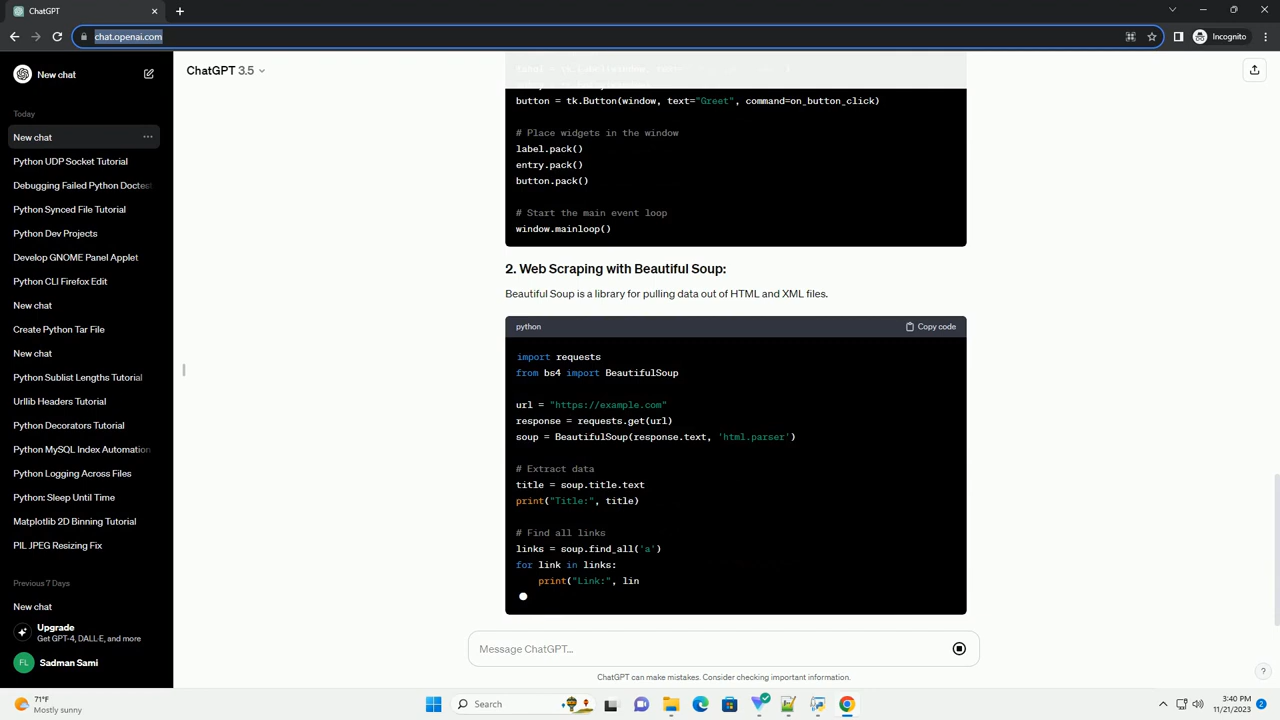 ChatGPT
chat.openai.com
Incognito
New chat
Today
New chat
Python UDP Socket Tutorial
Debugging Failed Python Doctest
Python Synced File Tutorial
Python Dev Projects
Develop GNOME Panel Applet
Python CLI Firefox Edit
New chat
Create Python Tar File
New chat
Python Sublist Lengths Tutorial
Urllib Headers Tutorial
Python Decorators Tutorial
Python MySQL Index Automation
Python Logging Across Files
Python: Sleep Until Time
Matplotlib 2D Binning Tutorial
PIL JPEG Resizing Fix
Previous 7 Days
New chat
Upgrade
Get GPT-4, DALL·E, and more
FL
Sadman Sami
ChatGPT 3.5
button = tk.Button(window, text="Greet", command=on_button_click)
# Place widgets in the window
label.pack()
entry.pack()
button.pack()
# Start the main event loop
window.mainloop()
2. Web Scraping with Beautiful Soup:
Beautiful Soup is a library for pulling data out of HTML and XML files.
python
Copy code
import requests
from bs4 import BeautifulSoup
url = "https://example.com"
response = requests.get(url)
soup = BeautifulSoup(response.text, 'html.parser')
# Extract data
title = soup.title.text
print("Title:", title)
# Find all links
links = soup.find_all('a')
for link in links:
print("Link:", lin
Message ChatGPT...
ChatGPT can make mistakes. Consider checking important information.
?
71°F
Mostly sunny
Search
3:40 PM
11/21/2023
2